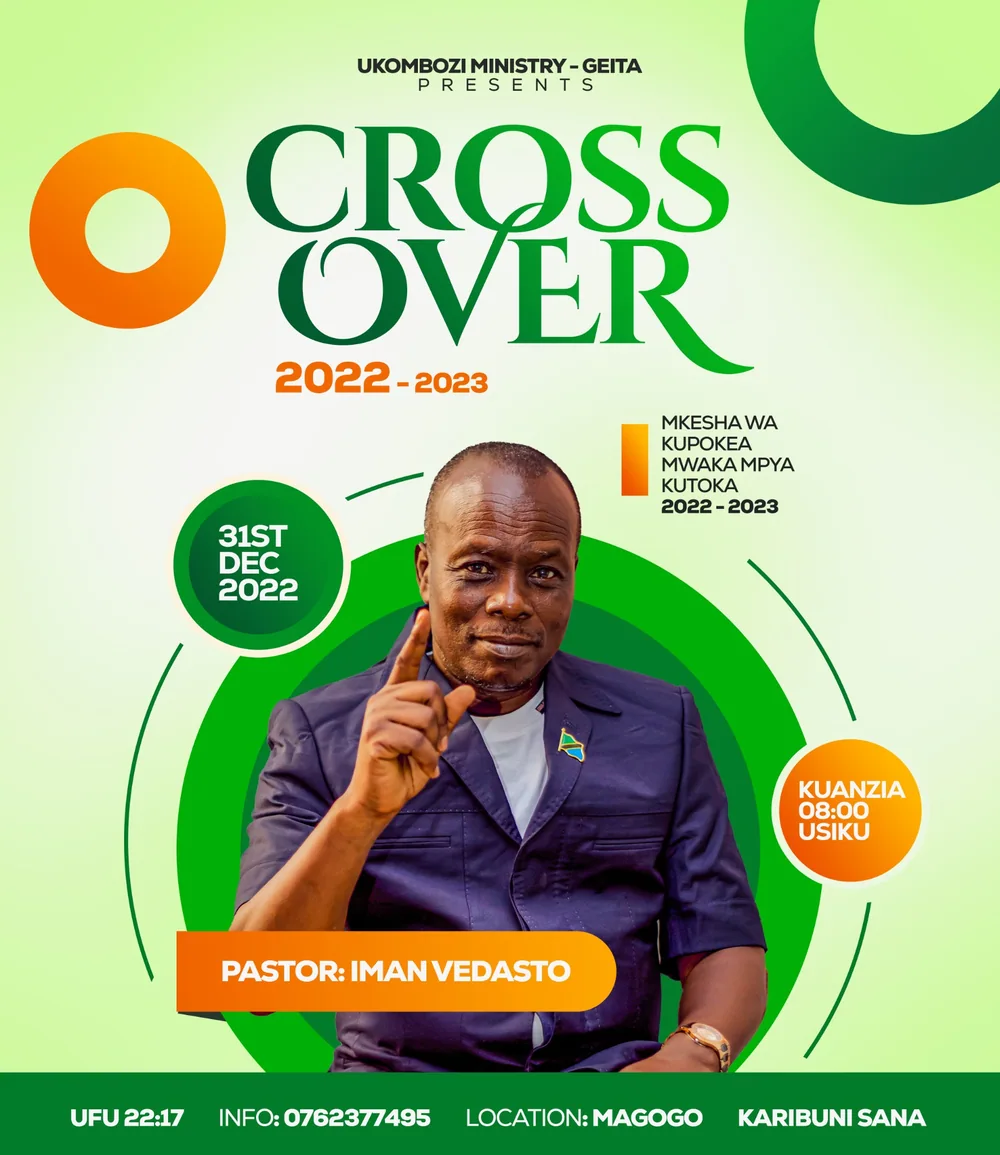 UKOMBOZI MINISTRY - GEITA
PRESENTS
CROSS
OVER
2022 - 2023
MKESHA WA
KUPOKEA
MWAKA MPYA
KUTOKA
2022 - 2023
31ST
DEC
2022
KUANZIA
08:00
USIKU
PASTOR: IMAN VEDASTO
UFU 22:17 INFO: 0762377495 LOCATION: MAGOGO KARIBUNI SANA